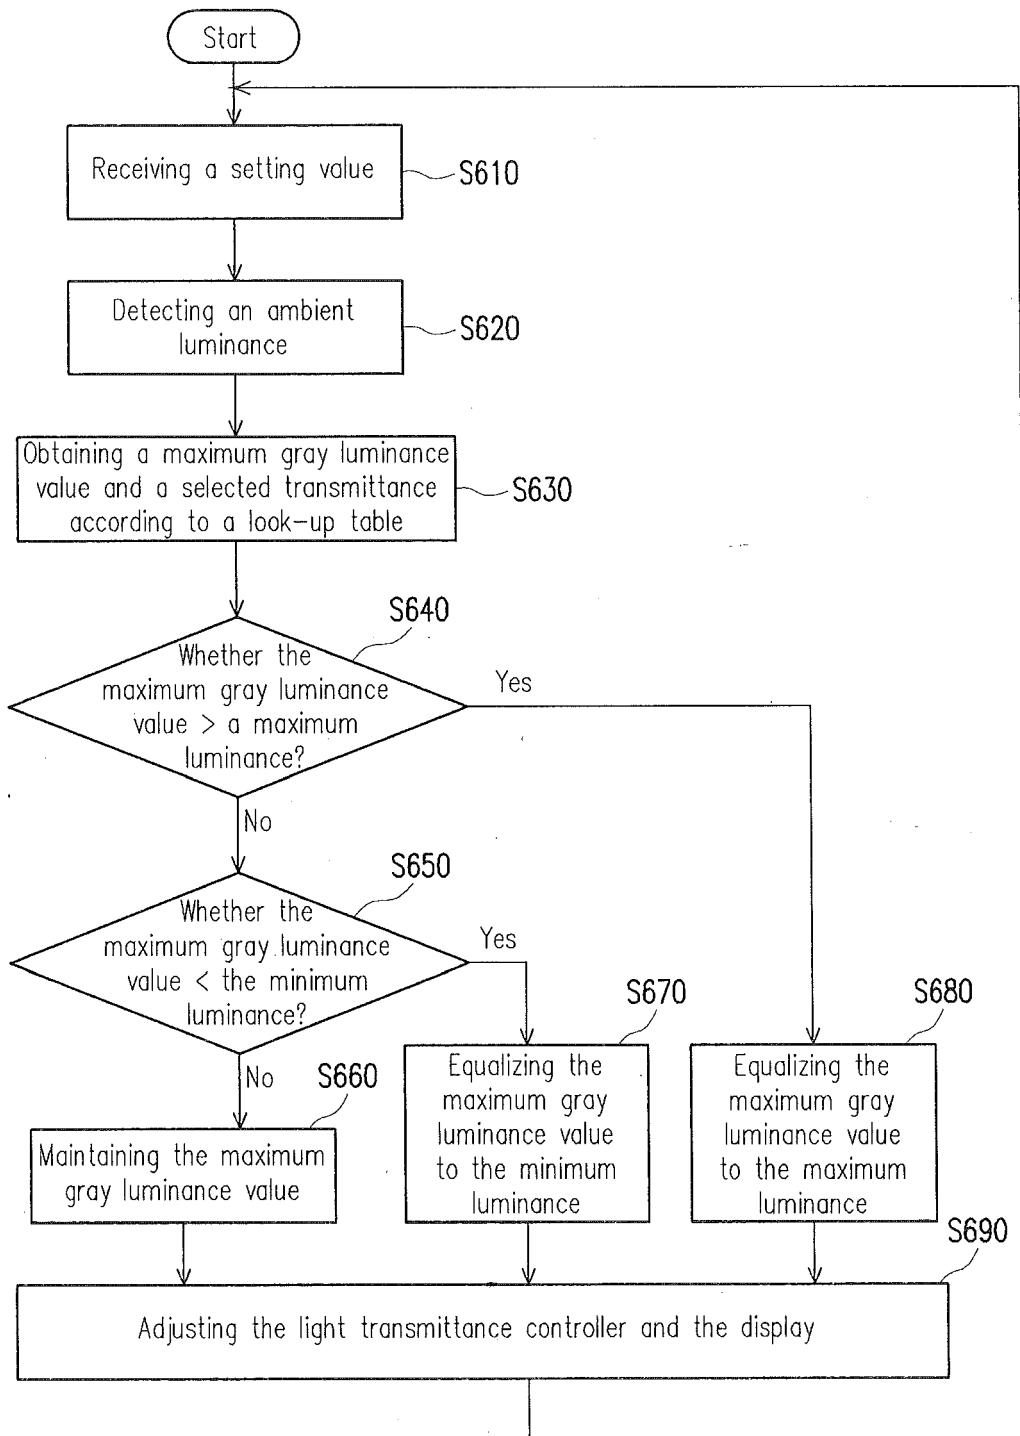 Start
Receiving a setting value
S610
Detecting an ambient
luminance
S620
Obtaining a maximum gray luminance
value and a selected transmittance
according to a look-up table
S630
S640
Whether the
maximum gray luminance
value > a maximum
luminance?
Yes
No
S650
Whether the
maximum gray luminance
value < the minimum
luminance?
Yes
No
S660
Maintaining the maximum
gray luminance value
S670
Equalizing the
maximum gray
luminance value
to the minimum
luminance
S680
Equalizing the
maximum gray
luminance value
to the maximum
luminance
S690
Adjusting the light transmittance controller and the display